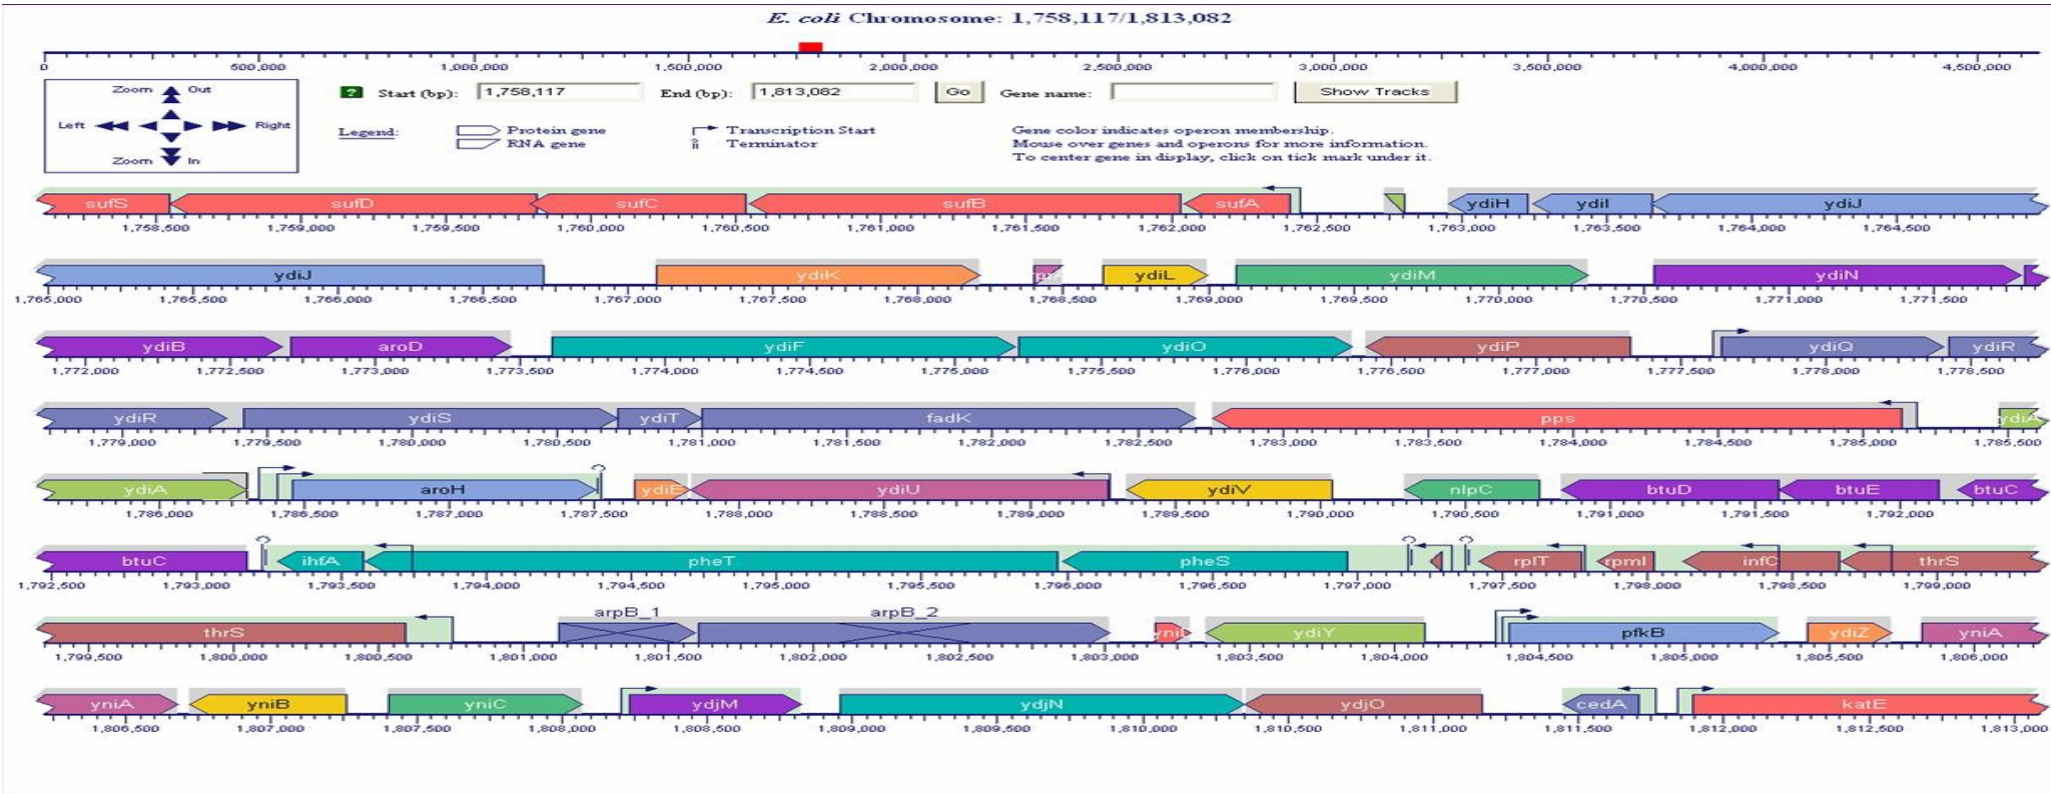 E. coli Chromosome: 1,758,117/1,813,082
0 500,000 1,000,000 1,500,000 2,000,000 2,500,000 3,000,000 3,500,000 4,000,000 4,500,000
Zoom Out
Left Right
Zoom In
? Start (bp): 1,758,117 End (bp): 1,813,082 Go Gene name: Show Tracks
Legend: Protein gene Transcription Start Gene color indicates operon membership.
RNA gene Terminator Mouse over genes and operons for more information.
To center gene in display, click on tick mark under it.
sufS sufD sufC sufB sufA ydiH ydiI ydiJ
1,758,500 1,759,000 1,759,500 1,760,000 1,760,500 1,761,000 1,761,500 1,762,000 1,762,500 1,763,000 1,763,500 1,764,000 1,764,500
ydiJ ydiK ydiL ydiM ydiN
1,765,000 1,765,500 1,766,000 1,766,500 1,767,000 1,767,500 1,768,000 1,768,500 1,769,000 1,769,500 1,770,000 1,770,500 1,771,000 1,771,500
ydiB aroD ydiF ydiO ydiP ydiQ ydiR
1,772,000 1,772,500 1,773,000 1,773,500 1,774,000 1,774,500 1,775,000 1,775,500 1,776,000 1,776,500 1,777,000 1,777,500 1,778,000 1,778,500
ydiR ydiS ydiT fadK pps ydiA
1,779,000 1,779,500 1,780,000 1,780,500 1,781,000 1,781,500 1,782,000 1,782,500 1,783,000 1,783,500 1,784,000 1,784,500 1,785,000 1,785,500
ydiA aroH ydiE ydiU ydiV nlpC btuD btuE btuC
1,786,000 1,786,500 1,787,000 1,787,500 1,788,000 1,788,500 1,789,000 1,789,500 1,790,000 1,790,500 1,791,000 1,791,500 1,792,000
btuC ihfA pheT pheS rplT rpmI infC thrS
1,792,500 1,793,000 1,793,500 1,794,000 1,794,500 1,795,000 1,795,500 1,796,000 1,796,500 1,797,000 1,797,500 1,798,000 1,798,500 1,799,000
arpB_1 arpB_2
thrS ydiY pfkB ydiZ yniA
1,799,500 1,800,000 1,800,500 1,801,000 1,801,500 1,802,000 1,802,500 1,803,000 1,803,500 1,804,000 1,804,500 1,805,000 1,805,500 1,806,000
yniA yniB yniC ydjM ydjN ydjO cedA katE
1,806,500 1,807,000 1,807,500 1,808,000 1,808,500 1,809,000 1,809,500 1,810,000 1,810,500 1,811,000 1,811,500 1,812,000 1,812,500 1,813,000